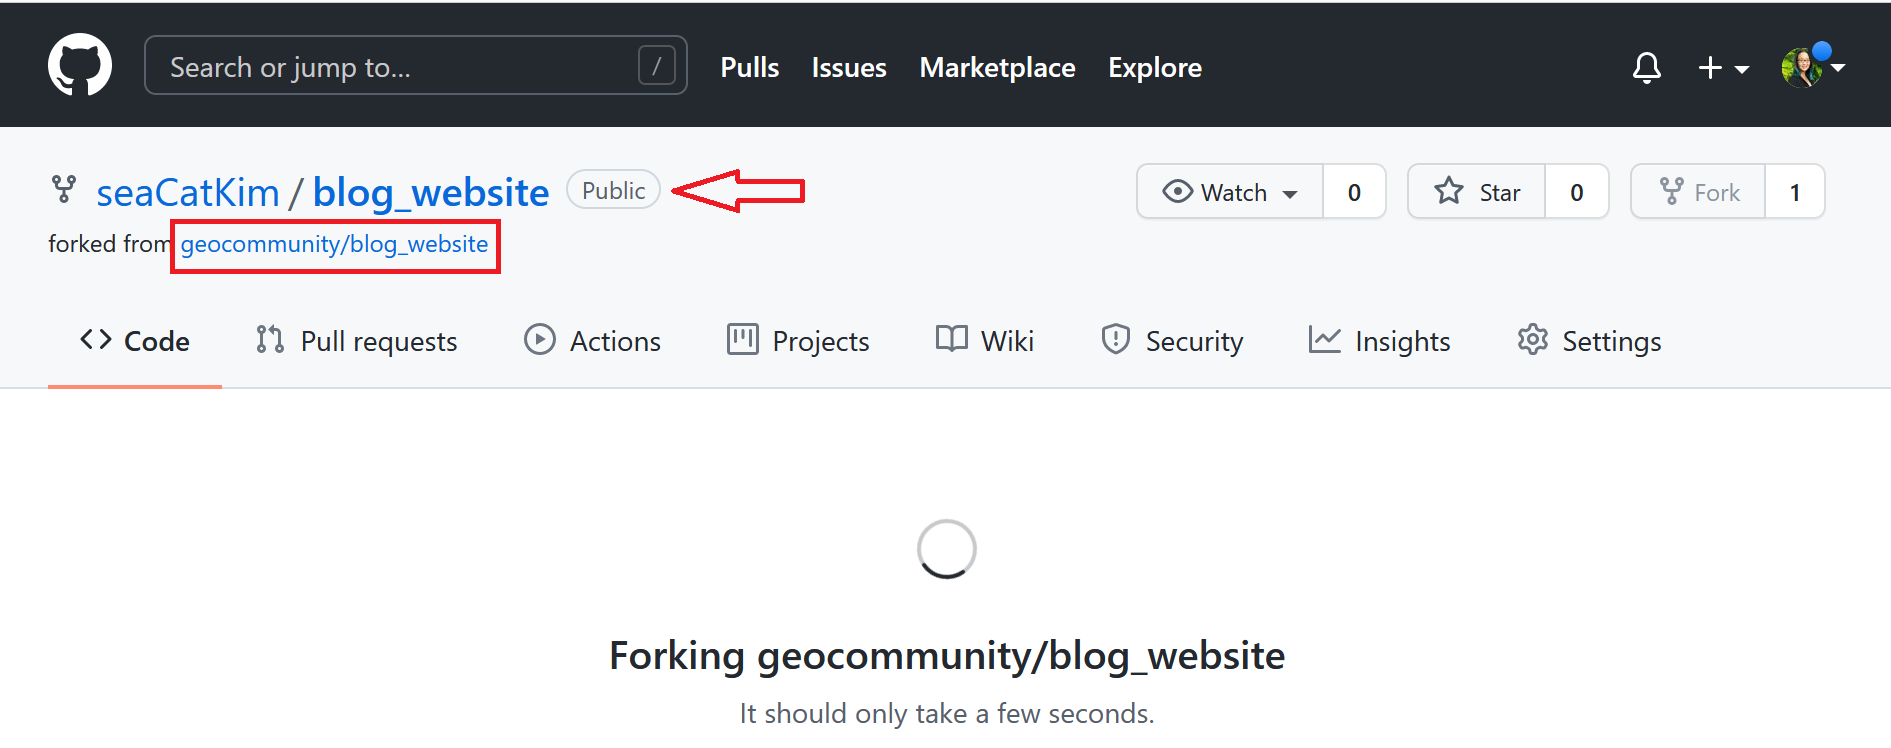 Search or jump to... / Pulls Issues Marketplace Explore
seaCatKim / blog_website Public Watch 0 Star 0 Fork 1
forked from geocommunity/blog_website
Code Pull requests Actions Projects Wiki Security Insights Settings
Forking geocommunity/blog_website
It should only take a few seconds.